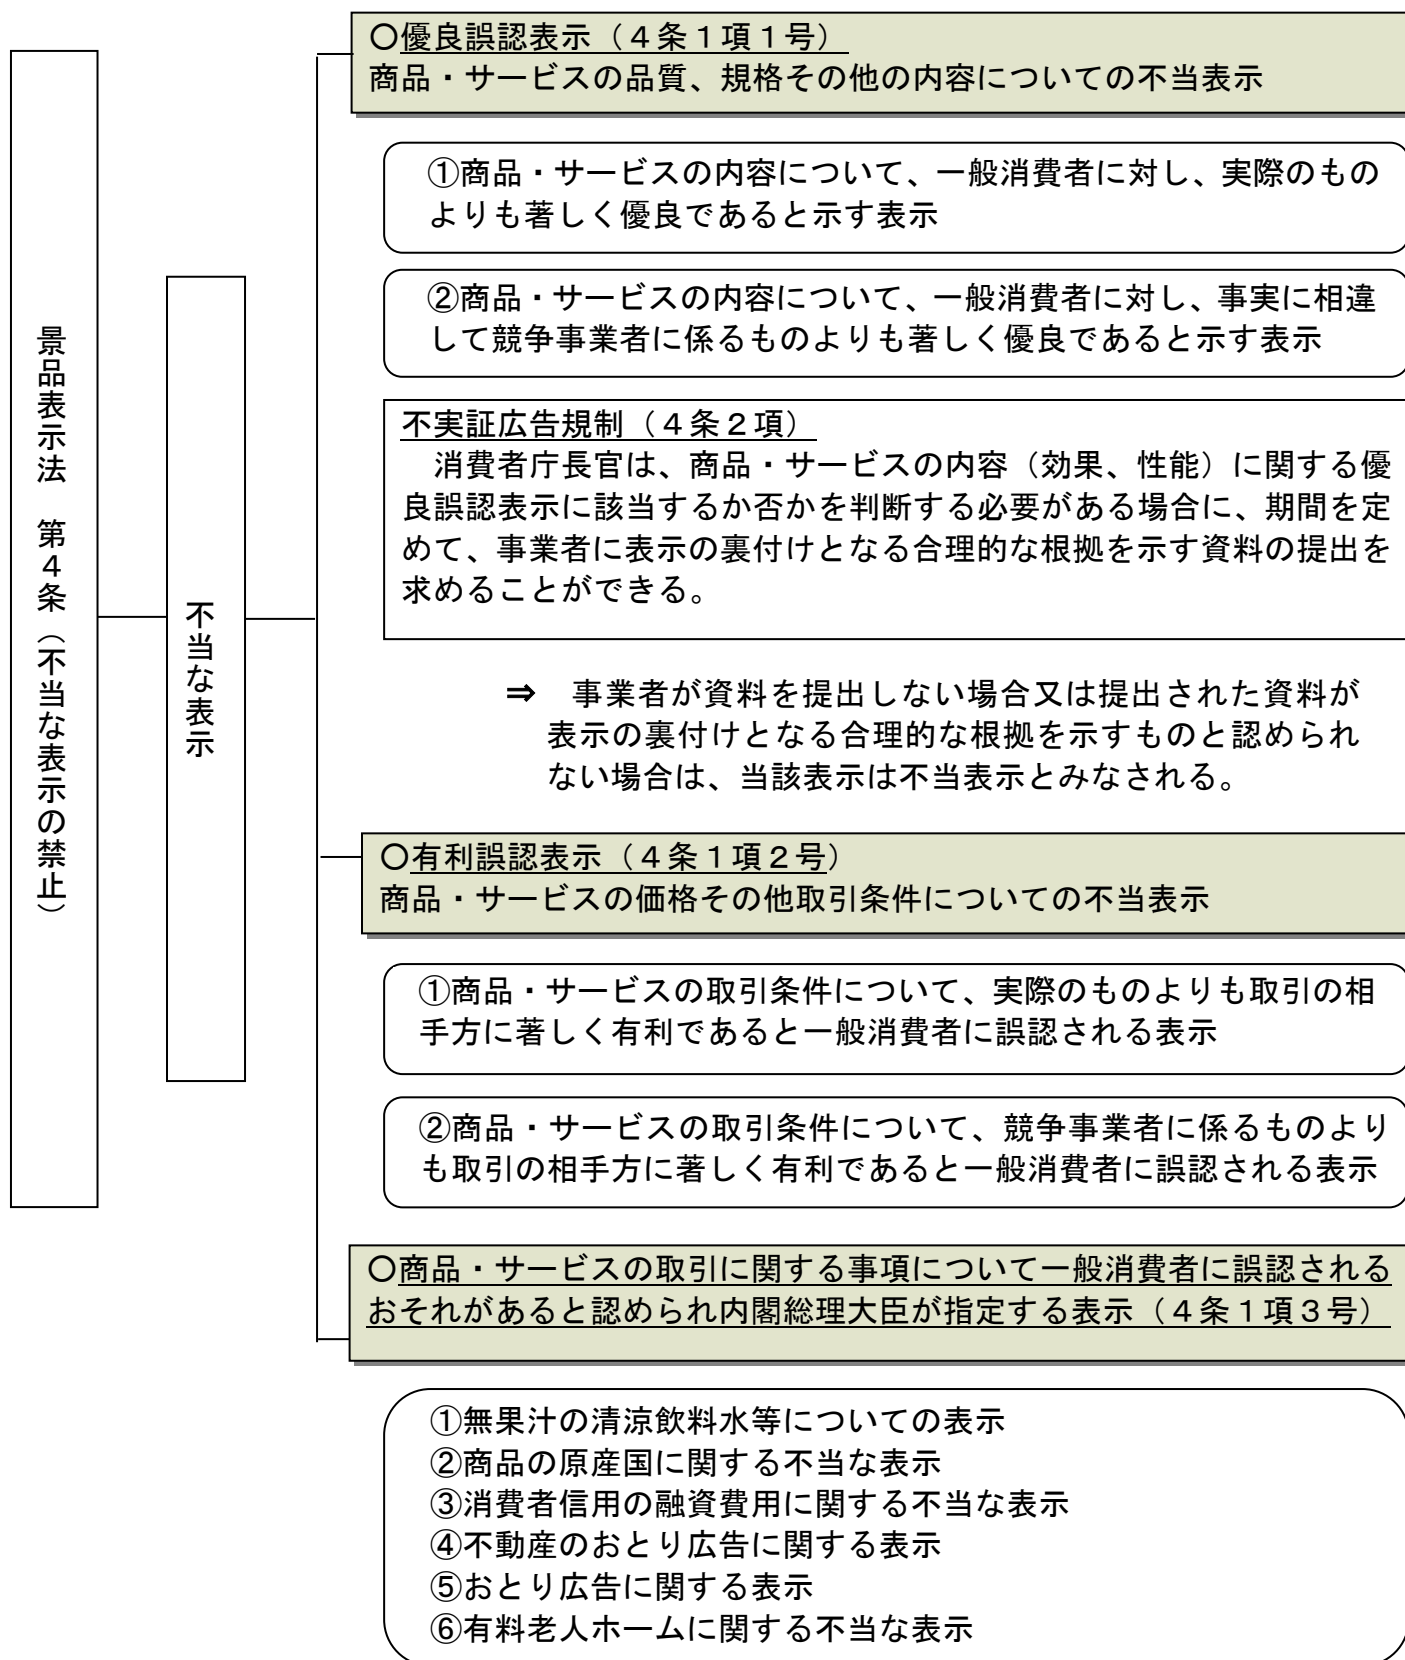 景品表示法　第４条（不当な表示の禁止）
不当な表示
○優良誤認表示（４条１項１号）
商品・サービスの品質、規格その他の内容についての不当表示
①商品・サービスの内容について、一般消費者に対し、実際のもの
よりも著しく優良であると示す表示
②商品・サービスの内容について、一般消費者に対し、事実に相違
して競争事業者に係るものよりも著しく優良であると示す表示
不実証広告規制（４条２項）
　消費者庁長官は、商品・サービスの内容（効果、性能）に関する優
良誤認表示に該当するか否かを判断する必要がある場合に、期間を定
めて、事業者に表示の裏付けとなる合理的な根拠を示す資料の提出を
求めることができる。
⇒　事業者が資料を提出しない場合又は提出された資料が
表示の裏付けとなる合理的な根拠を示すものと認められ
ない場合は、当該表示は不当表示とみなされる。
○有利誤認表示（４条１項２号）
商品・サービスの価格その他取引条件についての不当表示
①商品・サービスの取引条件について、実際のものよりも取引の相
手方に著しく有利であると一般消費者に誤認される表示
②商品・サービスの取引条件について、競争事業者に係るものより
も取引の相手方に著しく有利であると一般消費者に誤認される表示
○商品・サービスの取引に関する事項について一般消費者に誤認される
おそれがあると認められ内閣総理大臣が指定する表示（４条１項３号）
①無果汁の清涼飲料水等についての表示
②商品の原産国に関する不当な表示
③消費者信用の融資費用に関する不当な表示
④不動産のおとり広告に関する表示
⑤おとり広告に関する表示
⑥有料老人ホームに関する不当な表示